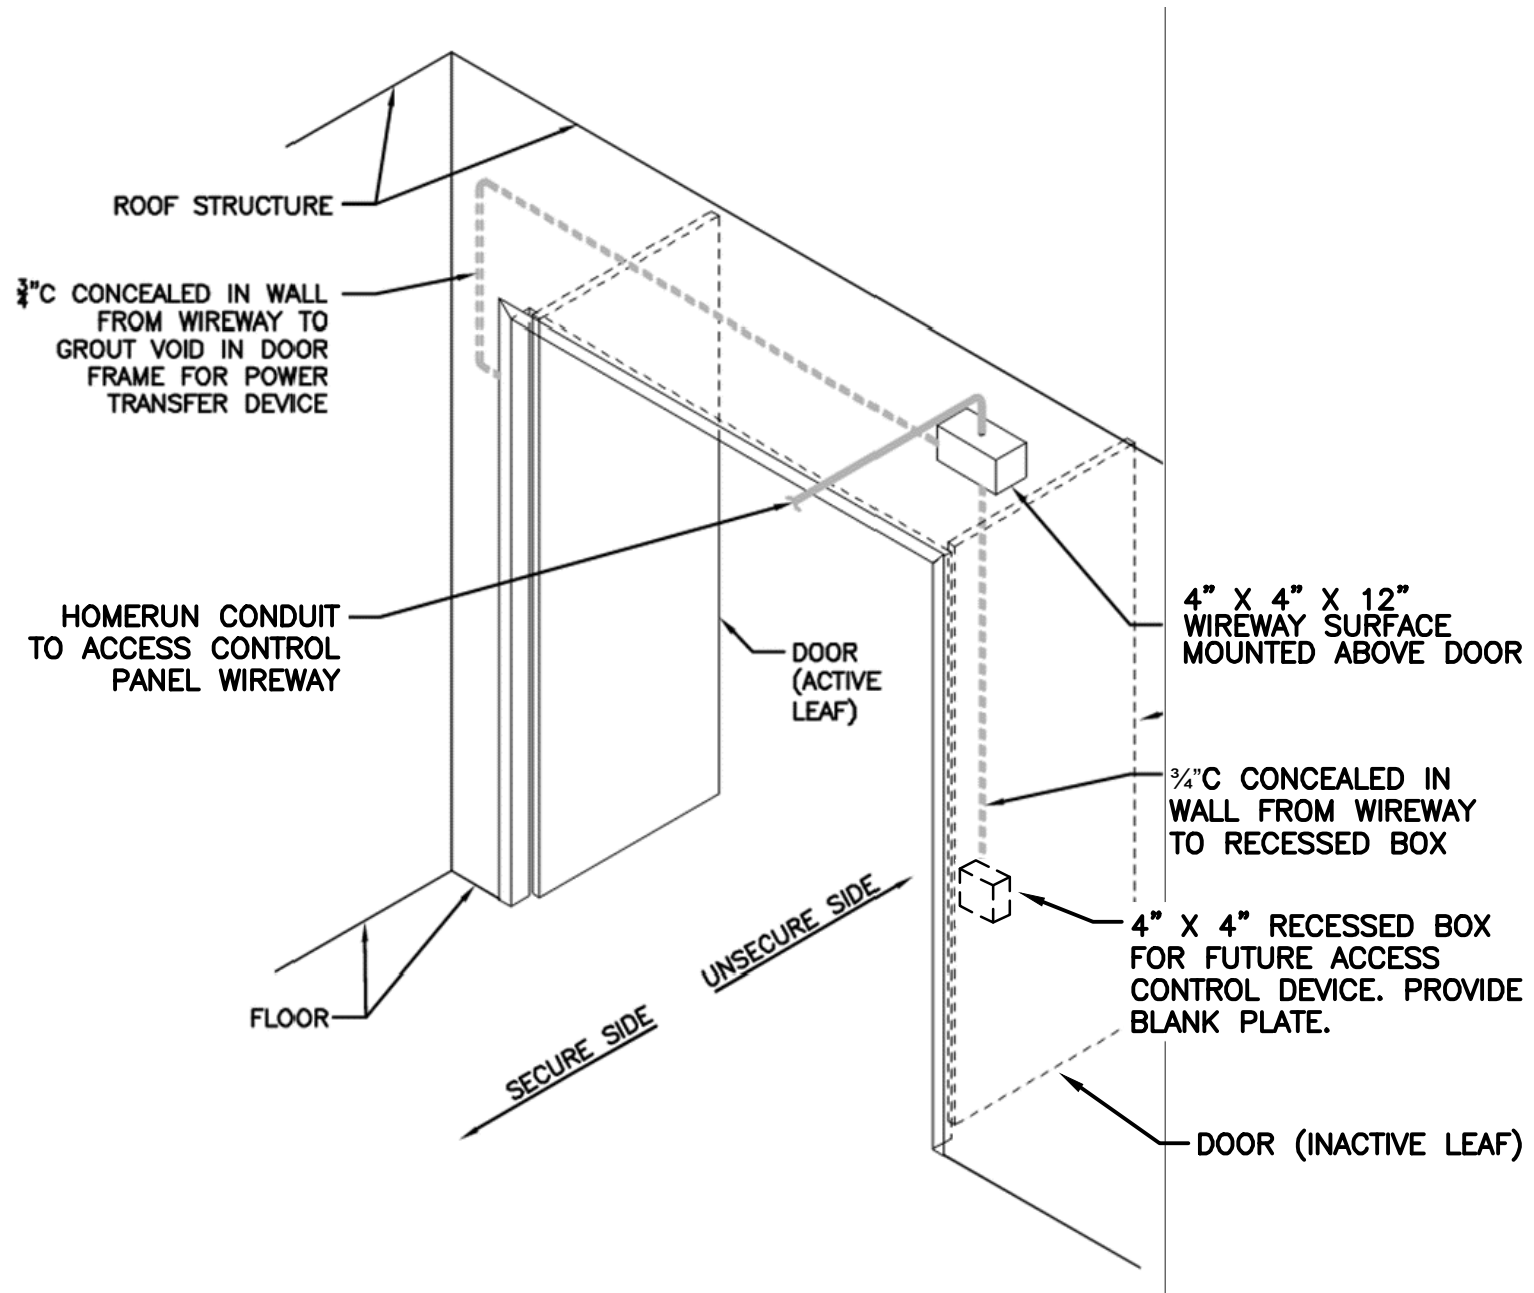 ROOF STRUCTURE
¾"C CONCEALED IN WALL
FROM WIREWAY TO
GROUT VOID IN DOOR
FRAME FOR POWER
TRANSFER DEVICE
HOMERUN CONDUIT
TO ACCESS CONTROL
PANEL WIREWAY
DOOR
(ACTIVE
LEAF)
4" X 4" X 12"
WIREWAY SURFACE
MOUNTED ABOVE DOOR
¾"C CONCEALED IN
WALL FROM WIREWAY
TO RECESSED BOX
4" X 4" RECESSED BOX
FOR FUTURE ACCESS
CONTROL DEVICE. PROVIDE
BLANK PLATE.
UNSECURE SIDE
SECURE SIDE
FLOOR
DOOR (INACTIVE LEAF)